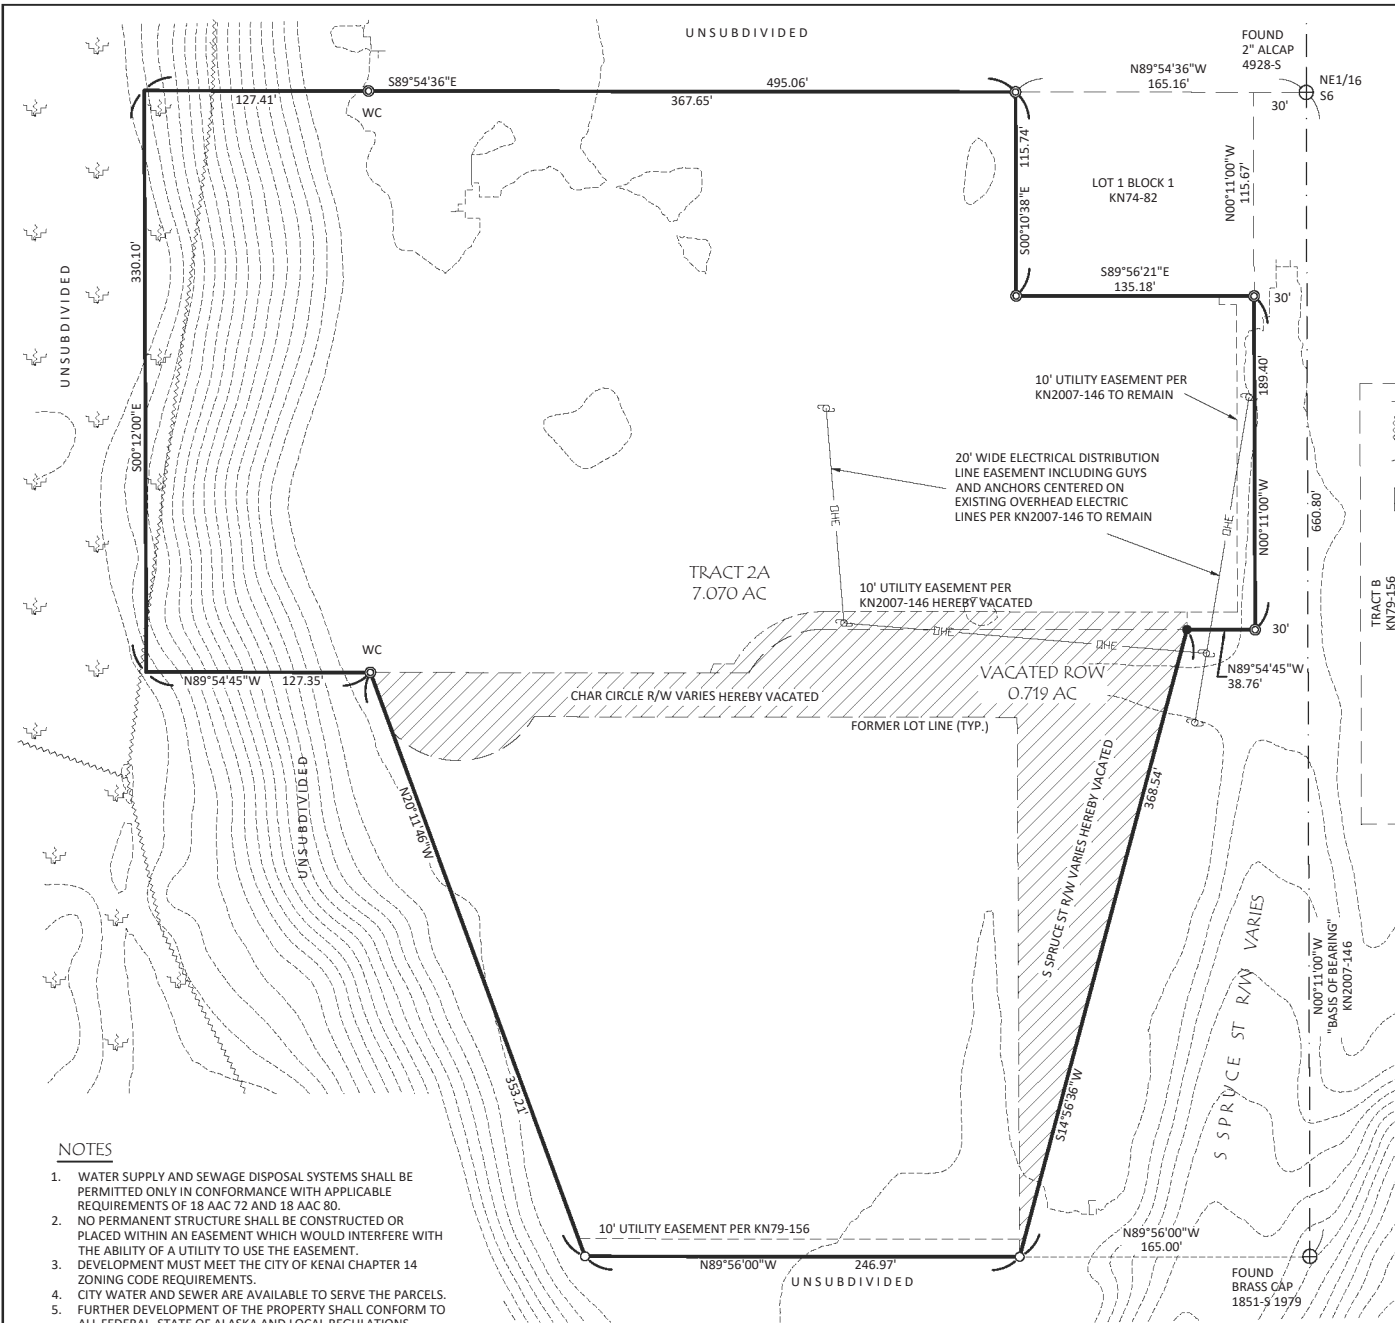 UNSUBDIVIDED
FOUND
2" ALCAP
4928-S
S89°54'36"E
495.06'
N89°54'36"W
165.16'
NE1/16
S6
127.41'
367.65'
30'
WC
115.74'
S00°10'38"E
LOT 1 BLOCK 1
KN74-82
N00°11'00"W
115.67'
330.10'
UNSUBDIVIDED
S89°56'21"E
135.18'
30'
10' UTILITY EASEMENT PER
KN2007-146 TO REMAIN
189.40'
S00°12'00"E
20' WIDE ELECTRICAL DISTRIBUTION
LINE EASEMENT INCLUDING GUYS
AND ANCHORS CENTERED ON
EXISTING OVERHEAD ELECTRIC
LINES PER KN2007-146 TO REMAIN
OHE
OHE
N00°11'00"W
660.80'
TRACT 2A
7.070 AC
10' UTILITY EASEMENT PER
KN2007-146 HEREBY VACATED
TRACT B
KN79-156
OHE
OHE
30'
WC
N89°54'45"W
38.76'
N89°54'45"W 127.35'
VACATED ROW
0.719 AC
CHAR CIRCLE R/W VARIES HEREBY VACATED
FORMER LOT LINE (TYP.)
UNSUBDIVIDED
N20°11'46"W
368.54'
S SPRUCE ST R/W VARIES HEREBY VACATED
S SPRUCE ST R/W VARIES
N00°11'00"W
"BASIS OF BEARING"
KN2007-146
353.21'
S14°56'36"W
NOTES
1. WATER SUPPLY AND SEWAGE DISPOSAL SYSTEMS SHALL BE
PERMITTED ONLY IN CONFORMANCE WITH APPLICABLE
REQUIREMENTS OF 18 AAC 72 AND 18 AAC 80.
2. NO PERMANENT STRUCTURE SHALL BE CONSTRUCTED OR
PLACED WITHIN AN EASEMENT WHICH WOULD INTERFERE WITH
THE ABILITY OF A UTILITY TO USE THE EASEMENT.
3. DEVELOPMENT MUST MEET THE CITY OF KENAI CHAPTER 14
ZONING CODE REQUIREMENTS.
4. CITY WATER AND SEWER ARE AVAILABLE TO SERVE THE PARCELS.
5. FURTHER DEVELOPMENT OF THE PROPERTY SHALL CONFORM TO
ALL FEDERAL, STATE OF ALASKA AND LOCAL REGULATIONS
10' UTILITY EASEMENT PER KN79-156
N89°56'00"W
165.00'
N89°56'00"W
246.97'
UNSUBDIVIDED
FOUND
BRASS CAP
1851-S 1979